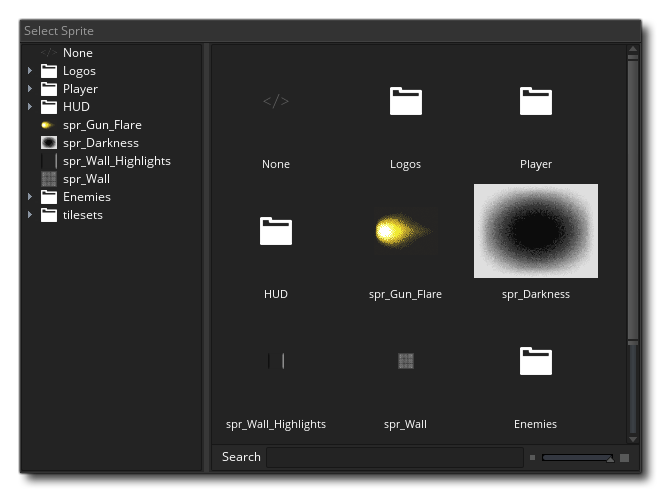 Select Sprite
</> None
Logos
Player
HUD
spr_Gun_Flare
spr_Darkness
spr_Wall_Highlights
spr_Wall
Enemies
tilesets
</>
None Logos Player
HUD spr_Gun_Flare spr_Darkness
spr_Wall_Highlights spr_Wall Enemies
Search